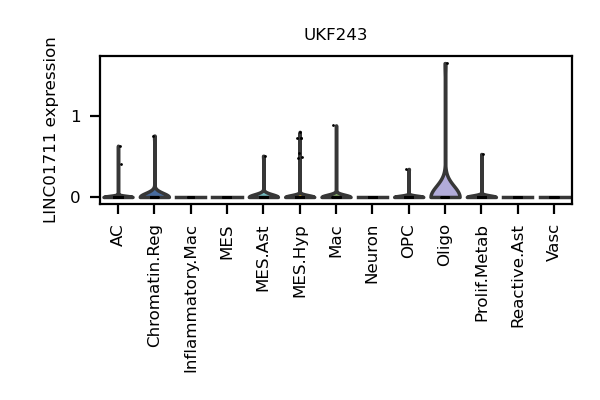 UKF243
LINC01711 expression
1
0
AC
Chromatin.Reg
Inflammatory.Mac
MES
MES.Ast
MES.Hyp
Mac
Neuron
OPC
Oligo
Prolif.Metab
Reactive.Ast
Vasc